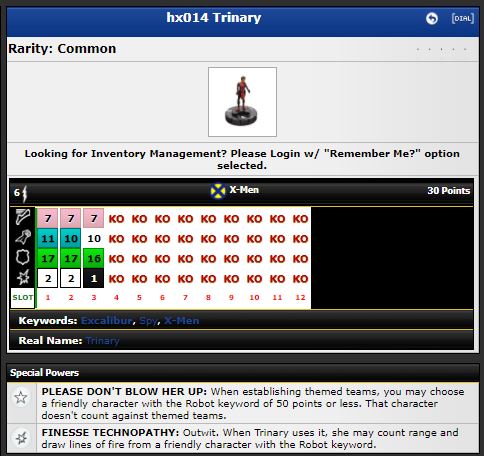 hx014 Trinary
[DIAL]
Rarity: Common
Looking for Inventory Management? Please Login w/ "Remember Me?" option
selected.
6 X-Men 30 Points
7 7 7 KO KO KO KO KO KO KO KO KO
11 10 10 KO KO KO KO KO KO KO KO KO
17 17 16 KO KO KO KO KO KO KO KO KO
2 2 1 KO KO KO KO KO KO KO KO KO
SLOT 1 2 3 4 5 6 7 8 9 10 11 12
Keywords: Excalibur, Spy, X-Men
Real Name: Trinary
Special Powers
PLEASE DON'T BLOW HER UP: When establishing themed teams, you may choose
a friendly character with the Robot keyword of 50 points or less. That character
doesn't count against themed teams.
FINESSE TECHNOPATHY: Outwit. When Trinary uses it, she may count range and
draw lines of fire from a friendly character with the Robot keyword.